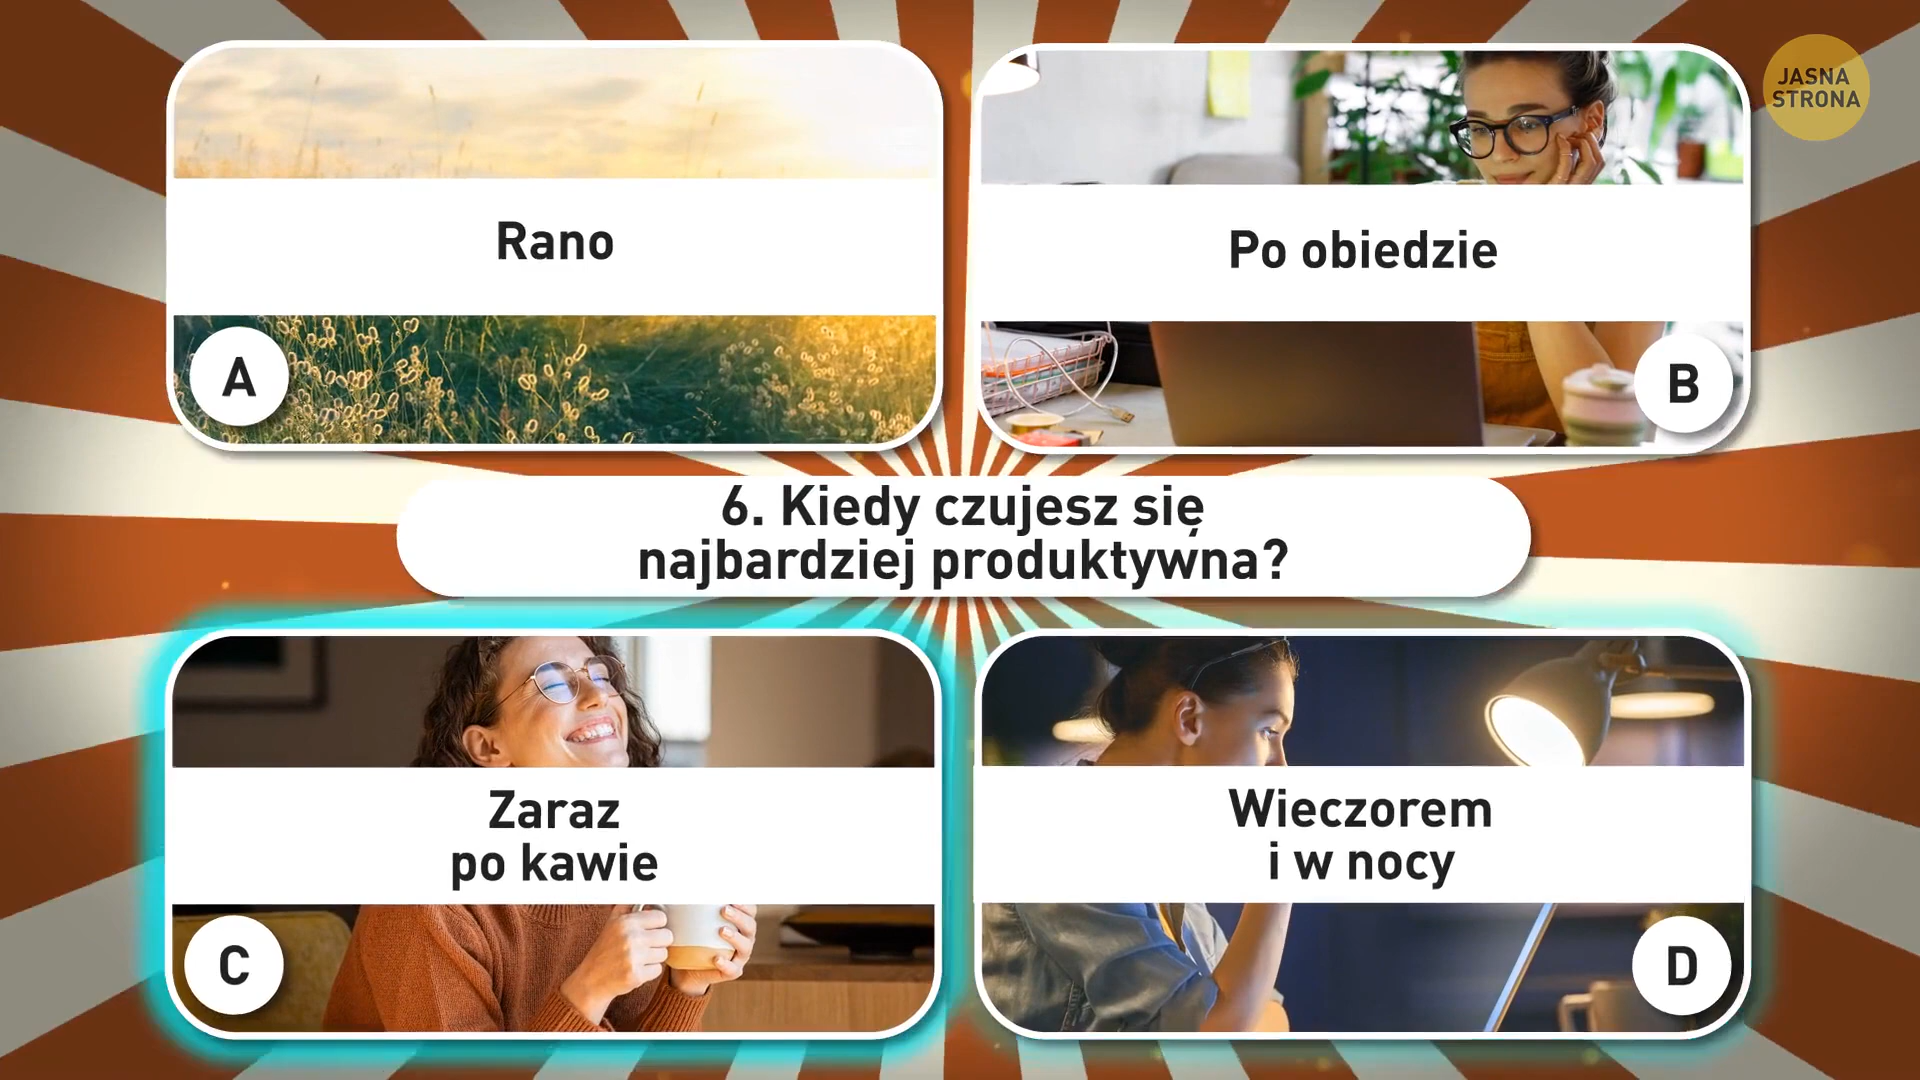 JASNA
STRONA
Rano
A
Po obiedzie
B
6. Kiedy czujesz się
najbardziej produktywna?
Zaraz
po kawie
C
Wieczorem
i w nocy
D